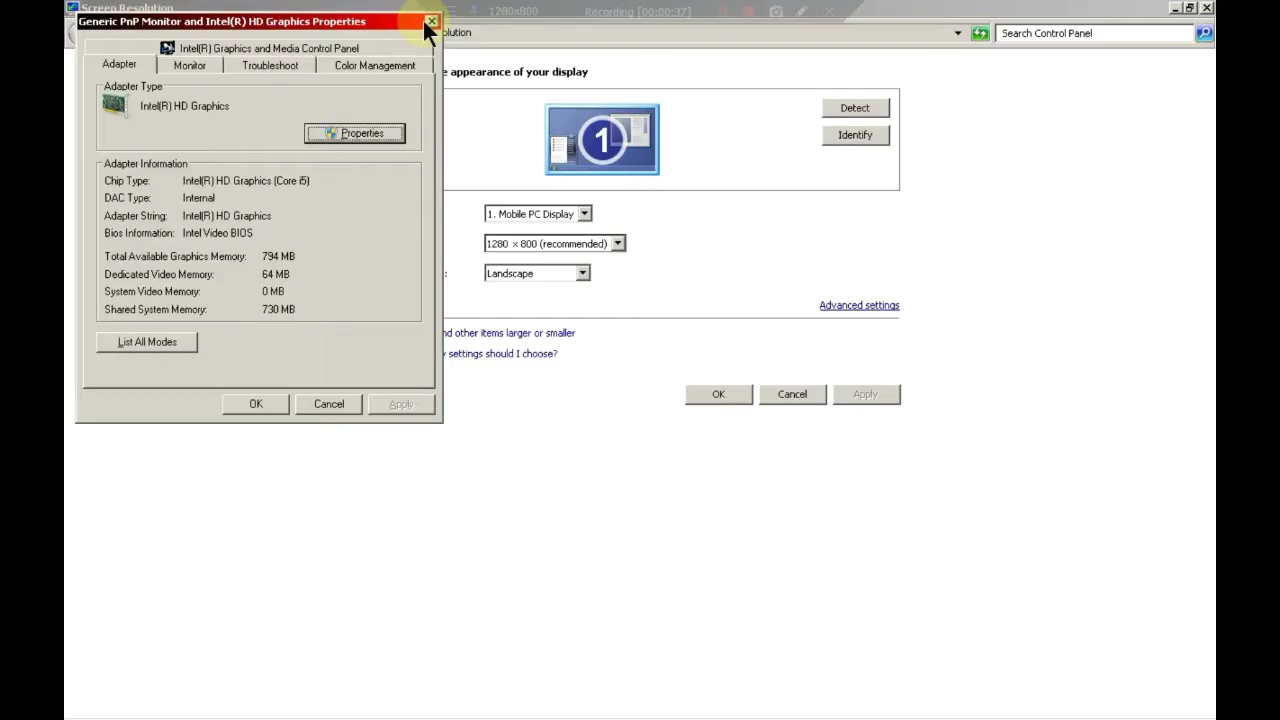 Screen Resolution
1280x800
Recording [00:00:37]
Generic PnP Monitor and Intel(R) HD Graphics Properties
olution
Search Control Panel
Intel(R) Graphics and Media Control Panel
Adapter
Monitor
Troubleshoot
Color Management
e appearance of your display
Adapter Type
Intel(R) HD Graphics
Properties
Detect
Identify
1
Adapter Information
Chip Type: Intel(R) HD Graphics (Core i5)
DAC Type: Internal
Adapter String: Intel(R) HD Graphics
Bios Information: Intel Video BIOS
Total Available Graphics Memory: 794 MB
Dedicated Video Memory: 64 MB
System Video Memory: 0 MB
Shared System Memory: 730 MB
List All Modes
OK
Cancel
Apply
1. Mobile PC Display
1280 × 800 (recommended)
: Landscape
Advanced settings
nd other items larger or smaller
y settings should I choose?
OK
Cancel
Apply